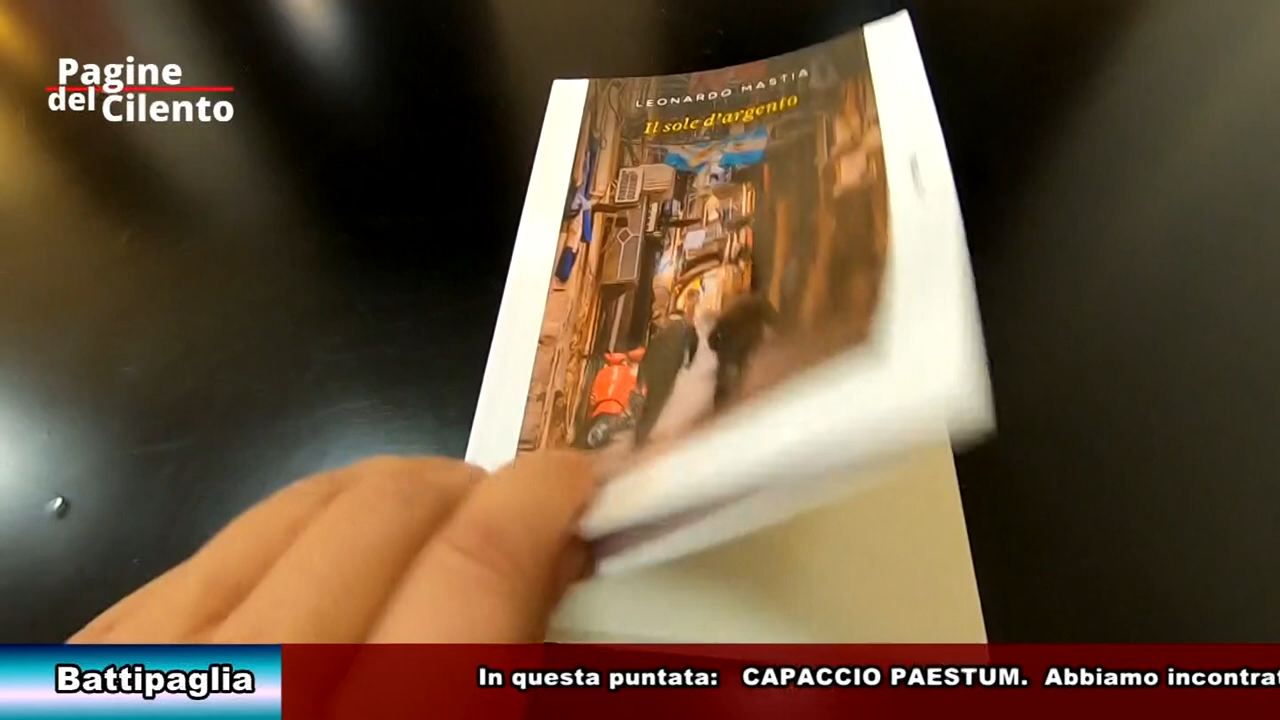 Pagine
del Cilento
LEONARDO MASTIA
Il sole d'argento
Battipaglia
In questa puntata: CAPACCIO PAESTUM. Abbiamo incontrat